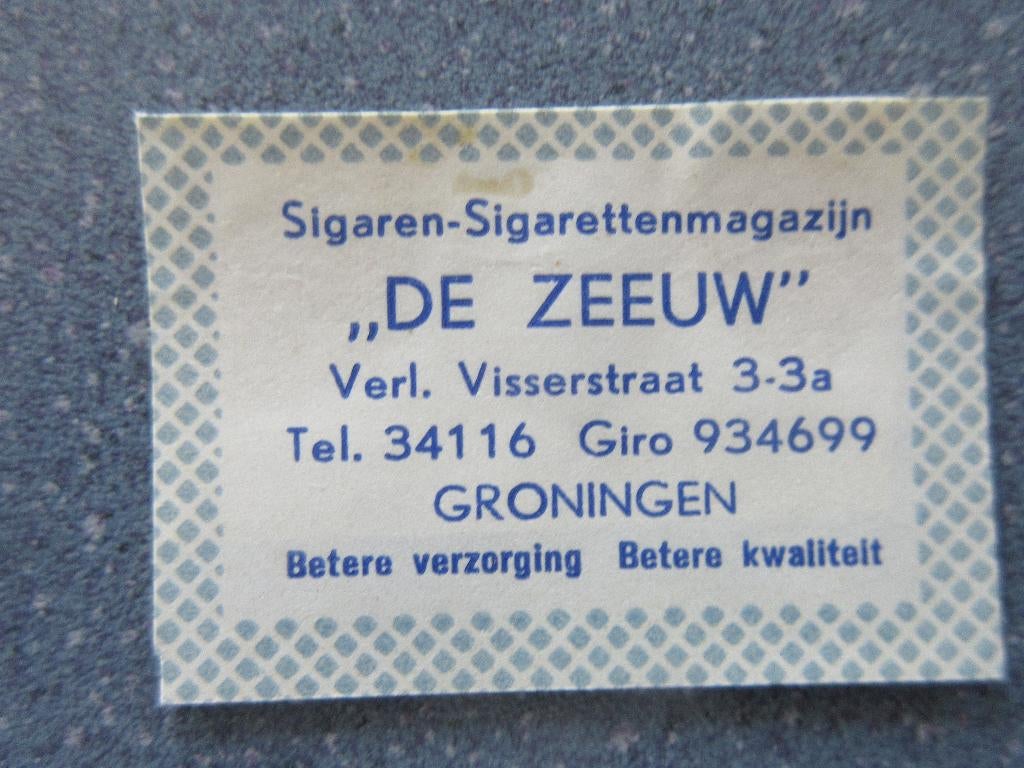 Sigaren-Sigarettenmagazijn
„DE ZEEUW”
Verl. Visserstraat 3-3a
Tel. 34116 Giro 934699
GRONINGEN
Betere verzorging Betere kwaliteit